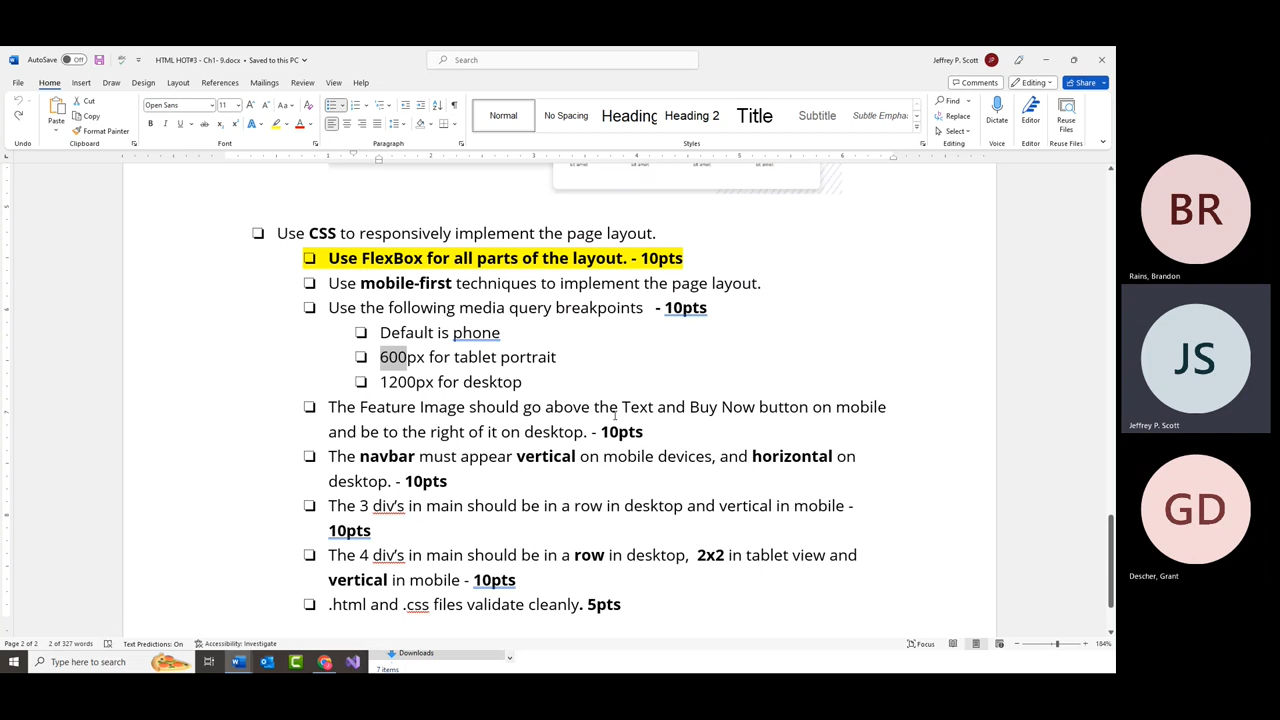 AutoSave Off HTML HOT#3 - Ch1- 9.docx • Saved to this PC Search Jeffrey P. Scott JP
File Home Insert Draw Design Layout References Mailings Review View Help Comments Editing Share
Cut
Copy
Format Painter
Paste
Open Sans 11
Normal No Spacing Heading Heading 2 Title Subtitle Subtle Empha
Find
Replace
Select
Dictate Editor Reuse Files
Undo Clipboard Font Paragraph Styles Editing Voice Editor Reuse Files
Use CSS to responsively implement the page layout.
Use FlexBox for all parts of the layout. - 10pts
Use mobile-first techniques to implement the page layout.
Use the following media query breakpoints - 10pts
Default is phone
600px for tablet portrait
1200px for desktop
The Feature Image should go above the Text and Buy Now button on mobile
and be to the right of it on desktop. - 10pts
The navbar must appear vertical on mobile devices, and horizontal on
desktop. - 10pts
The 3 div's in main should be in a row in desktop and vertical in mobile -
10pts
The 4 div's in main should be in a row in desktop, 2x2 in tablet view and
vertical in mobile - 10pts
.html and .css files validate cleanly. 5pts
Page 2 of 2 2 of 327 words Text Predictions: On Accessibility: Investigate Focus 184%
Type here to search
Downloads
7 items
BR
Rains, Brandon
JS
Jeffrey P. Scott
GD
Descher, Grant